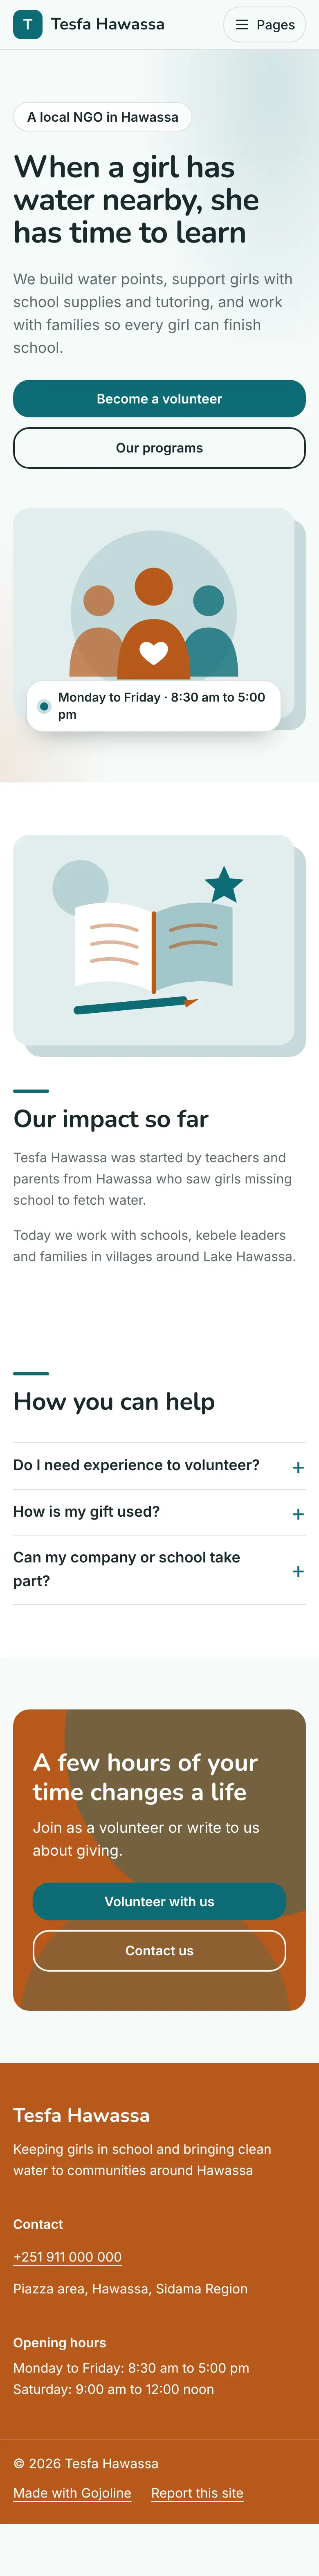 T Tesfa Hawassa
Pages
A local NGO in Hawassa
When a girl has
water nearby, she
has time to learn
We build water points, support girls with
school supplies and tutoring, and work
with families so every girl can finish
school.
Become a volunteer
Our programs
Monday to Friday · 8:30 am to 5:00
pm
Our impact so far
Tesfa Hawassa was started by teachers and
parents from Hawassa who saw girls missing
school to fetch water.
Today we work with schools, kebele leaders
and families in villages around Lake Hawassa.
How you can help
Do I need experience to volunteer? +
How is my gift used? +
Can my company or school take
part? +
A few hours of your
time changes a life
Join as a volunteer or write to us
about giving.
Volunteer with us
Contact us
Tesfa Hawassa
Keeping girls in school and bringing clean
water to communities around Hawassa
Contact
+251 911 000 000
Piazza area, Hawassa, Sidama Region
Opening hours
Monday to Friday: 8:30 am to 5:00 pm
Saturday: 9:00 am to 12:00 noon
© 2026 Tesfa Hawassa
Made with Gojoline Report this site